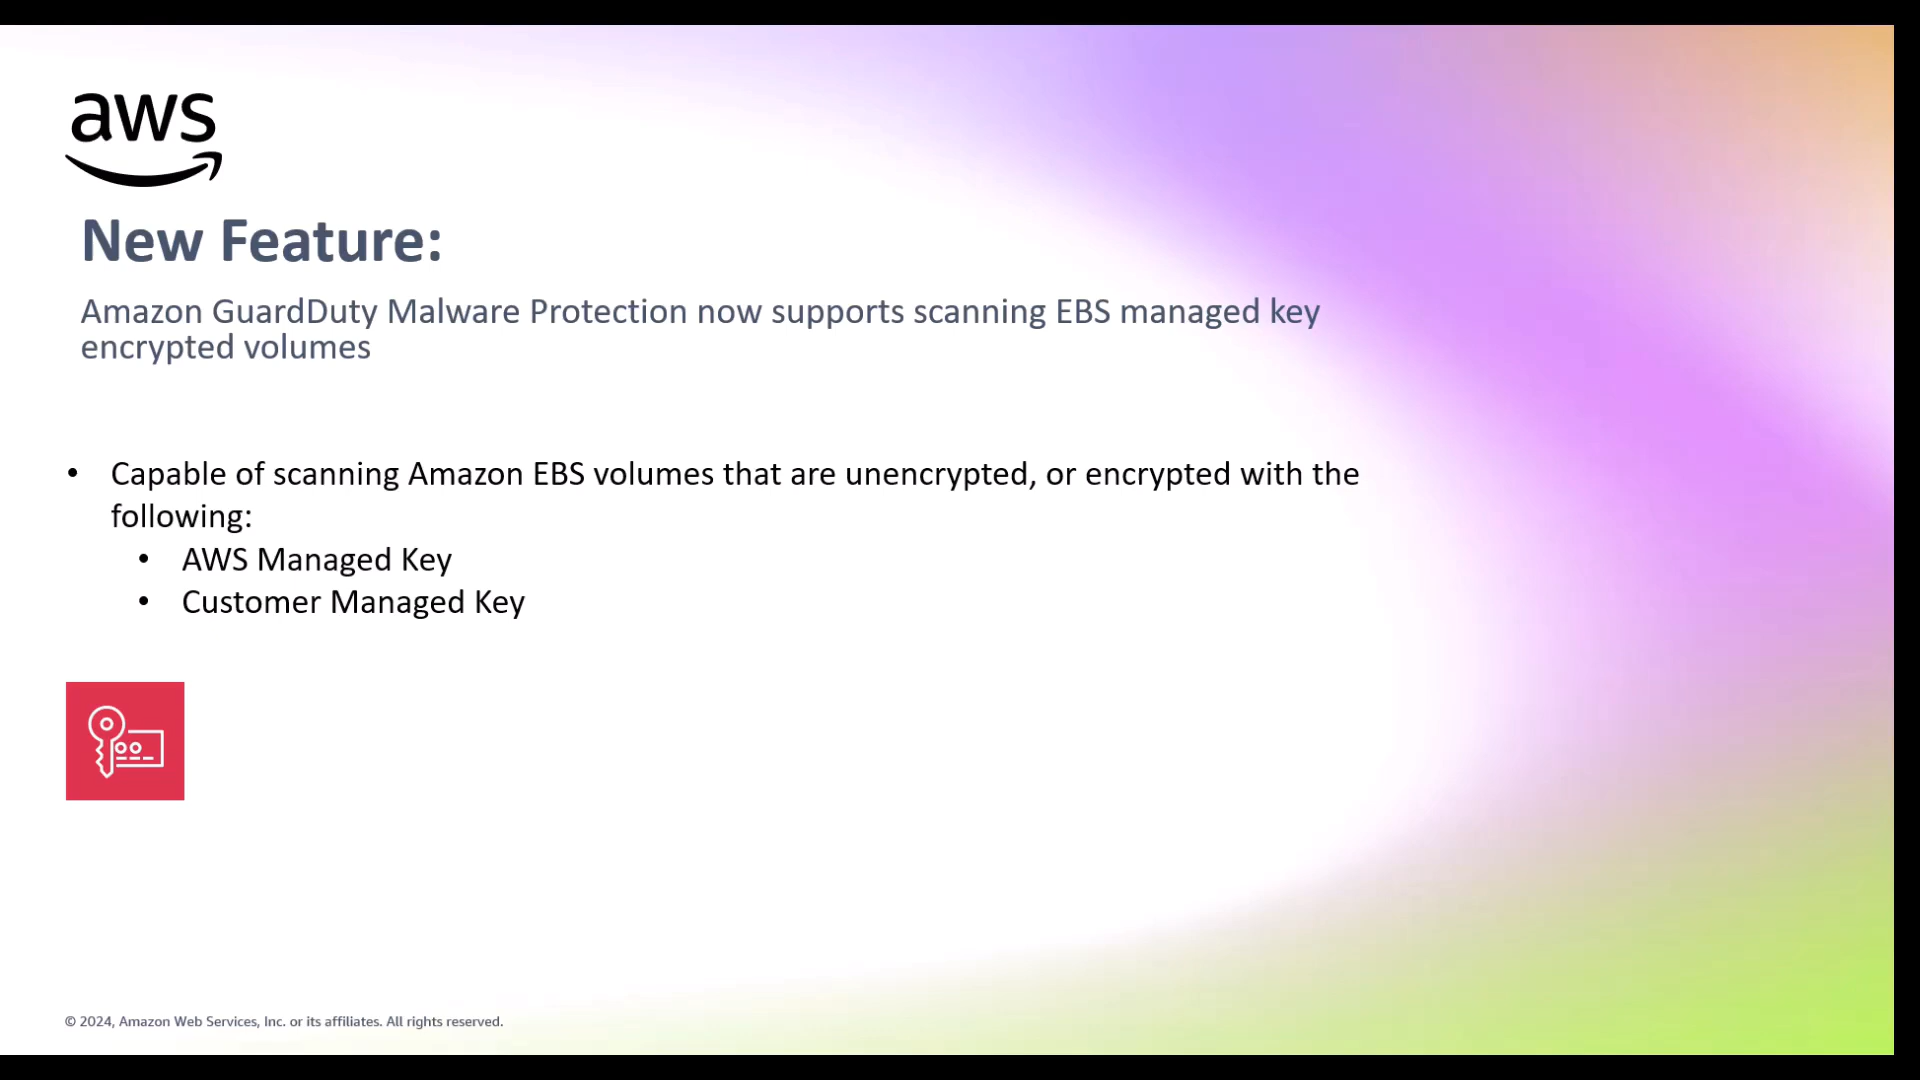 aws
New Feature:
Amazon GuardDuty Malware Protection now supports scanning EBS managed key
encrypted volumes
• Capable of scanning Amazon EBS volumes that are unencrypted, or encrypted with the
following:
• AWS Managed Key
• Customer Managed Key
© 2024, Amazon Web Services, Inc. or its affiliates. All rights reserved.